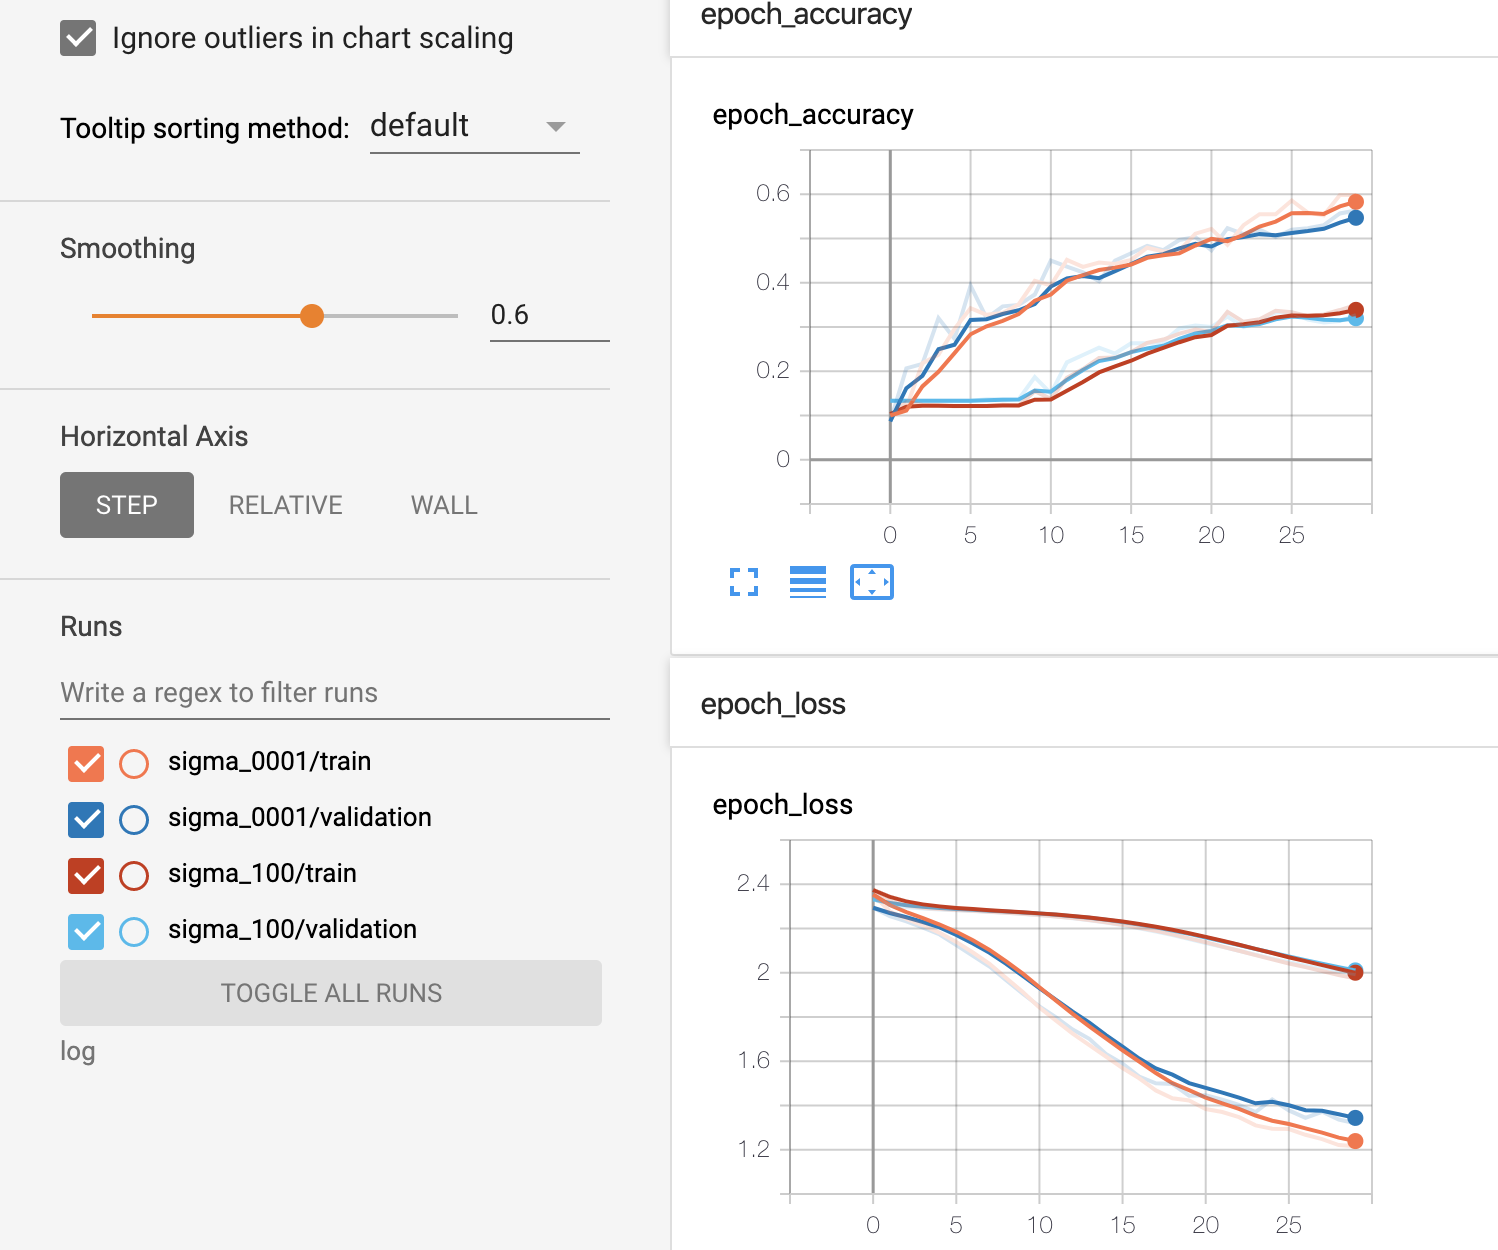 Ignore outliers in chart scaling
Tooltip sorting method: default
Smoothing
0.6
Horizontal Axis
STEP RELATIVE WALL
Runs
Write a regex to filter runs
sigma_0001/train
sigma_0001/validation
sigma_100/train
sigma_100/validation
TOGGLE ALL RUNS
log
epoch_accuracy
epoch_accuracy
0.6
0.4
0.2
0
0 5 10 15 20 25
epoch_loss
epoch_loss
2.4
2
1.6
1.2
0 5 10 15 20 25